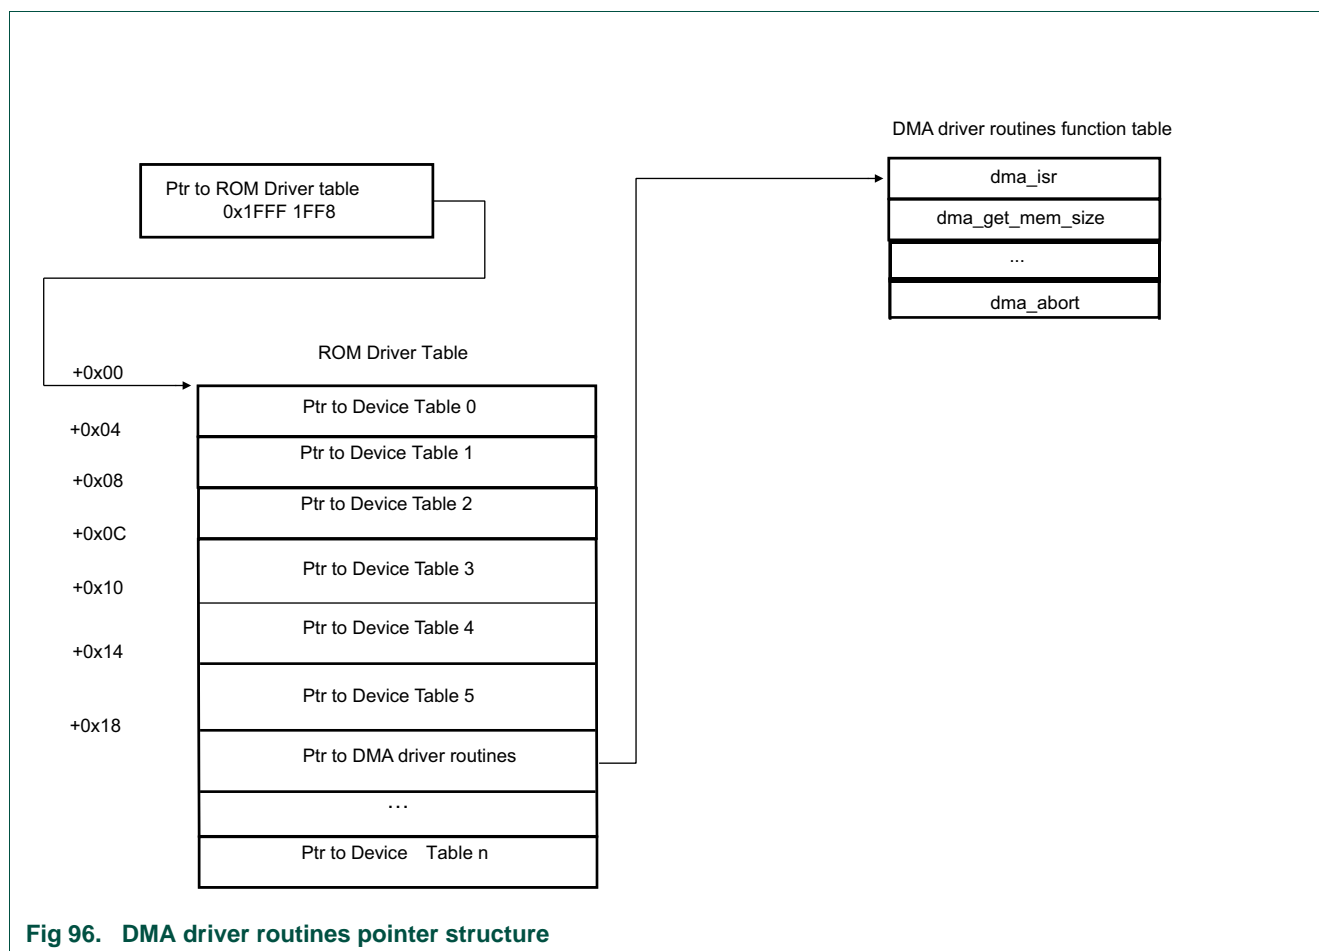 DMA driver routines function table
dma_isr
dma_get_mem_size
...
dma_abort
Ptr to ROM Driver table
0x1FFF 1FF8
ROM Driver Table
+0x00
Ptr to Device Table 0
+0x04
Ptr to Device Table 1
+0x08
Ptr to Device Table 2
+0x0C
Ptr to Device Table 3
+0x10
Ptr to Device Table 4
+0x14
Ptr to Device Table 5
+0x18
Ptr to DMA driver routines
...
Ptr to Device Table n
Fig 96. DMA driver routines pointer structure